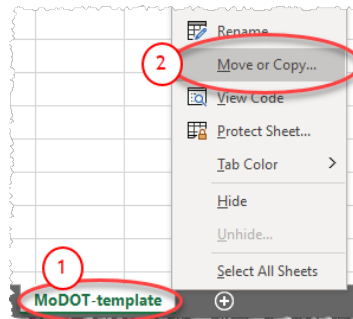 Rename
2
Move or Copy...
View Code
Protect Sheet...
Tab Color >
Hide
Unhide...
Select All Sheets
1
MoDOT-template